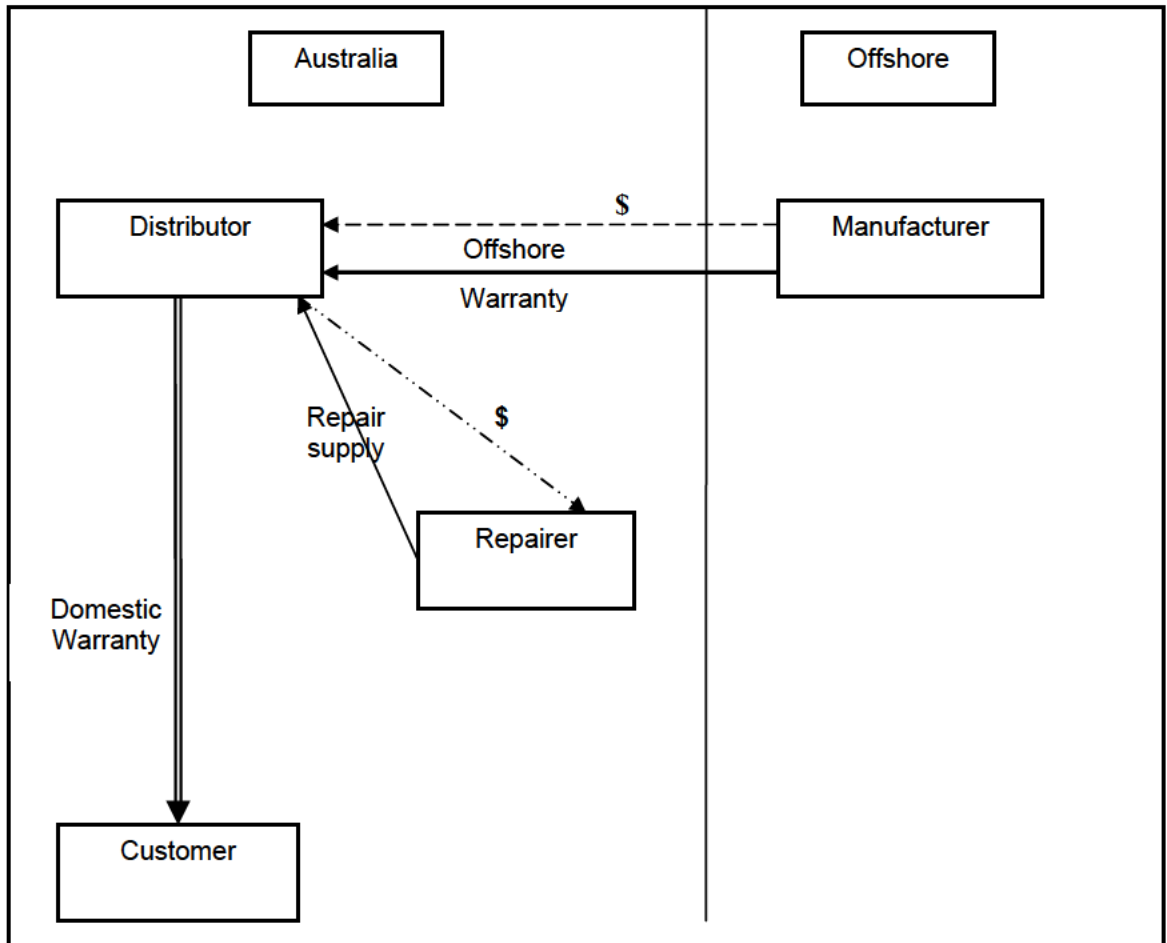 Australia
Offshore
Distributor
$
Manufacturer
Offshore
Warranty
Repair
supply
$
Repairer
Domestic
Warranty
Customer